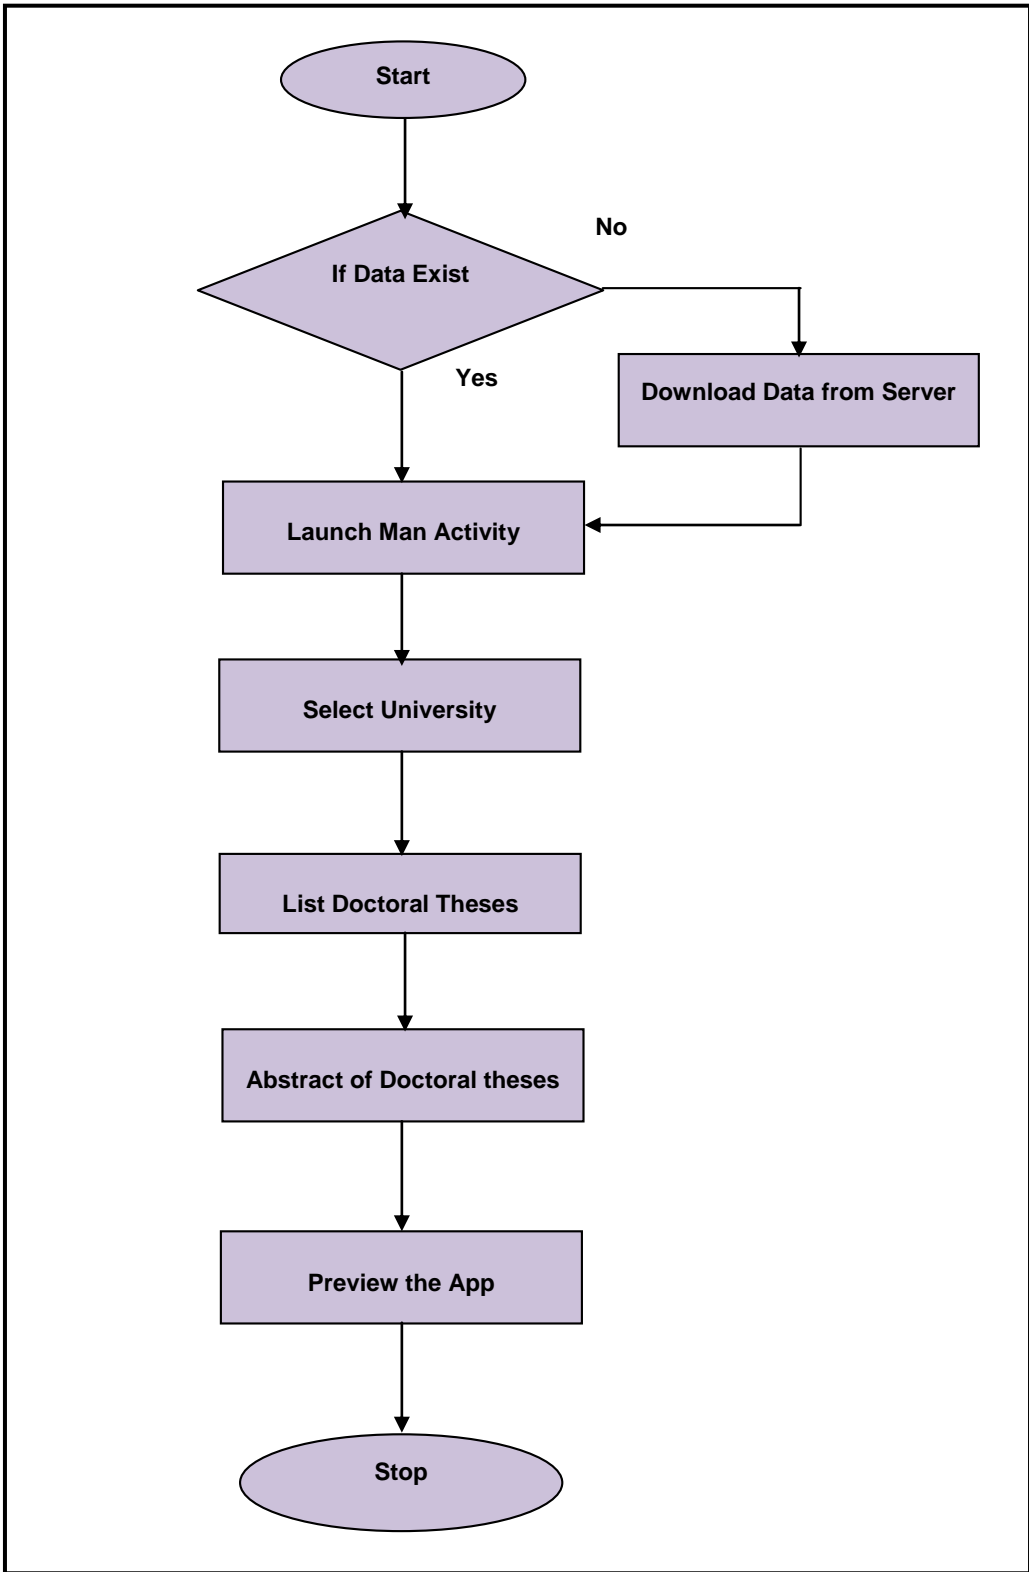 Start
No
If Data Exist
Yes
Download Data from Server
Launch Man Activity
Select University
List Doctoral Theses
Abstract of Doctoral theses
Preview the App
Stop